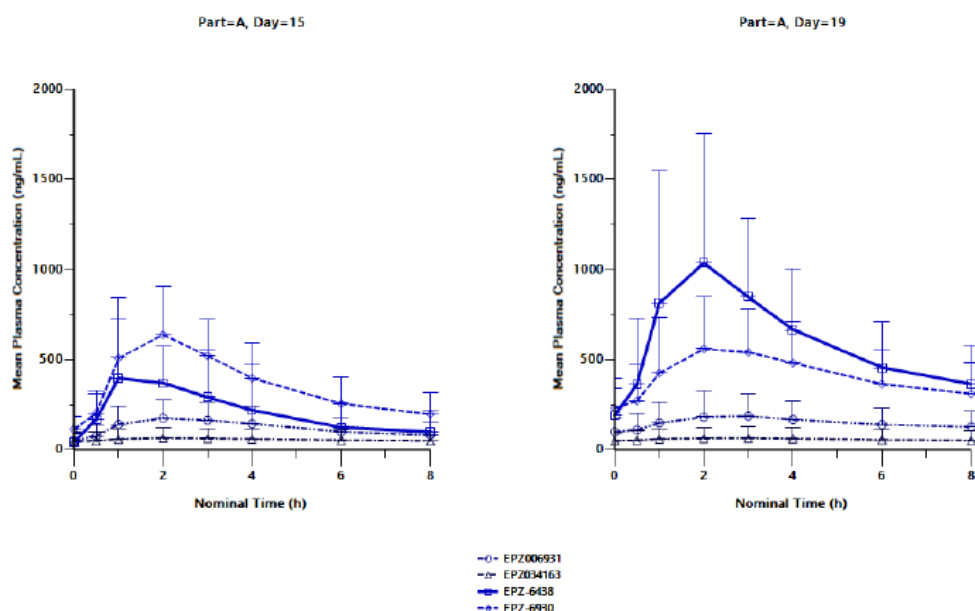 Part=A, Day=15
Part=A, Day=19
Mean Plasma Concentration (ng/mL)
2000
1500
1000
500
0
0 2 4 6 8
Nominal Time (h)
Mean Plasma Concentration (ng/mL)
2000
1500
1000
500
0
0 2 4 6 8
Nominal Time (h)
EPZ006931
EPZ034163
EPZ-6438
EPZ-6930